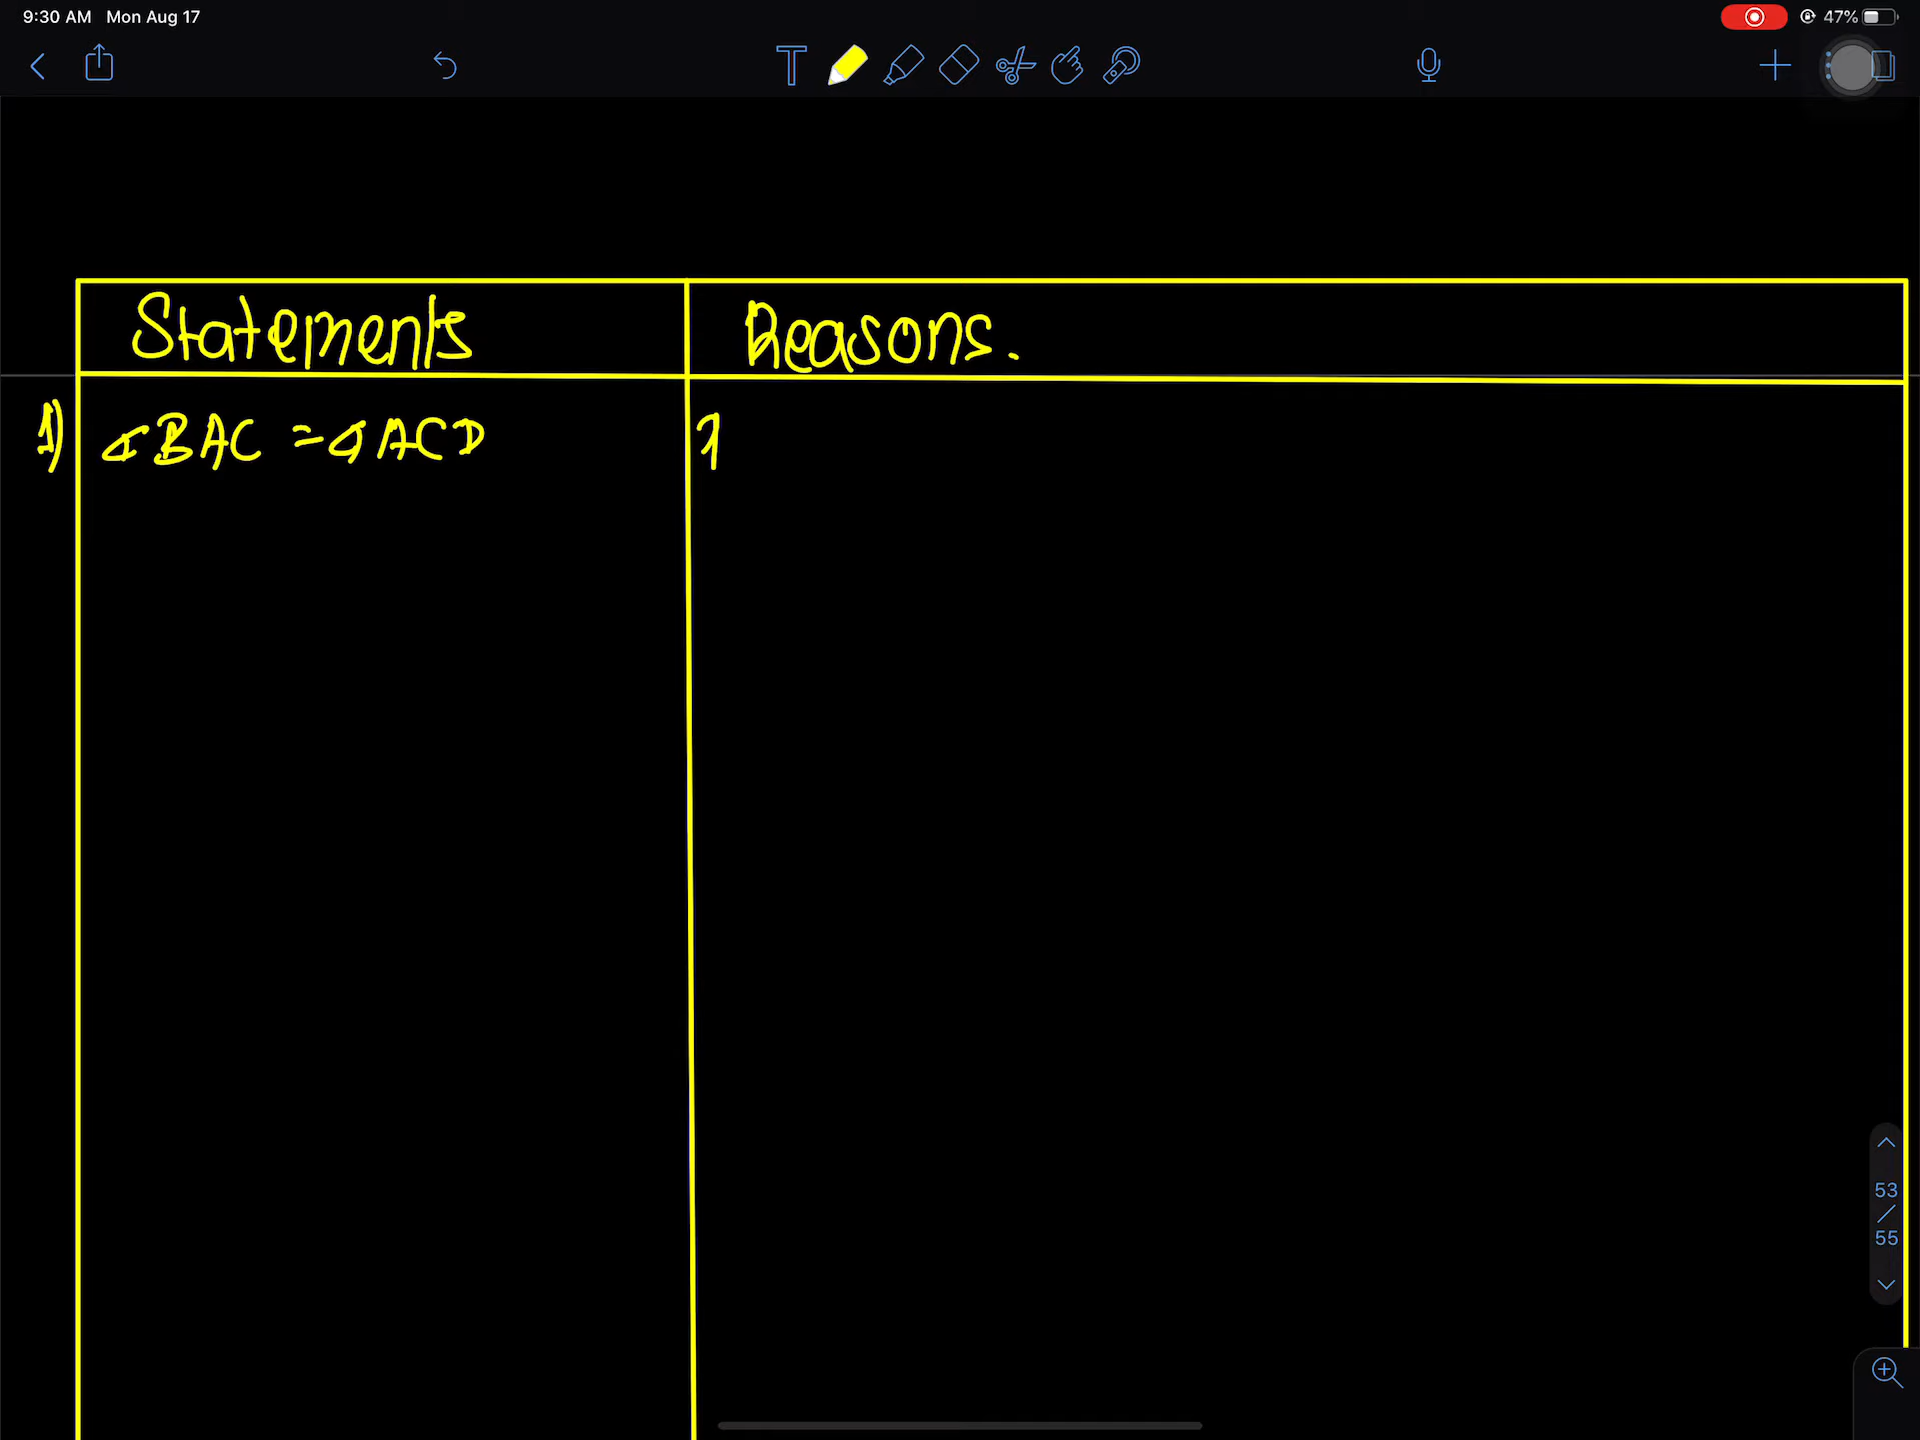 9:30 AM Mon Aug 17
47%
T
Statements
Reasons.
1) ∢BAC = ∢ACD
1
53
/
55